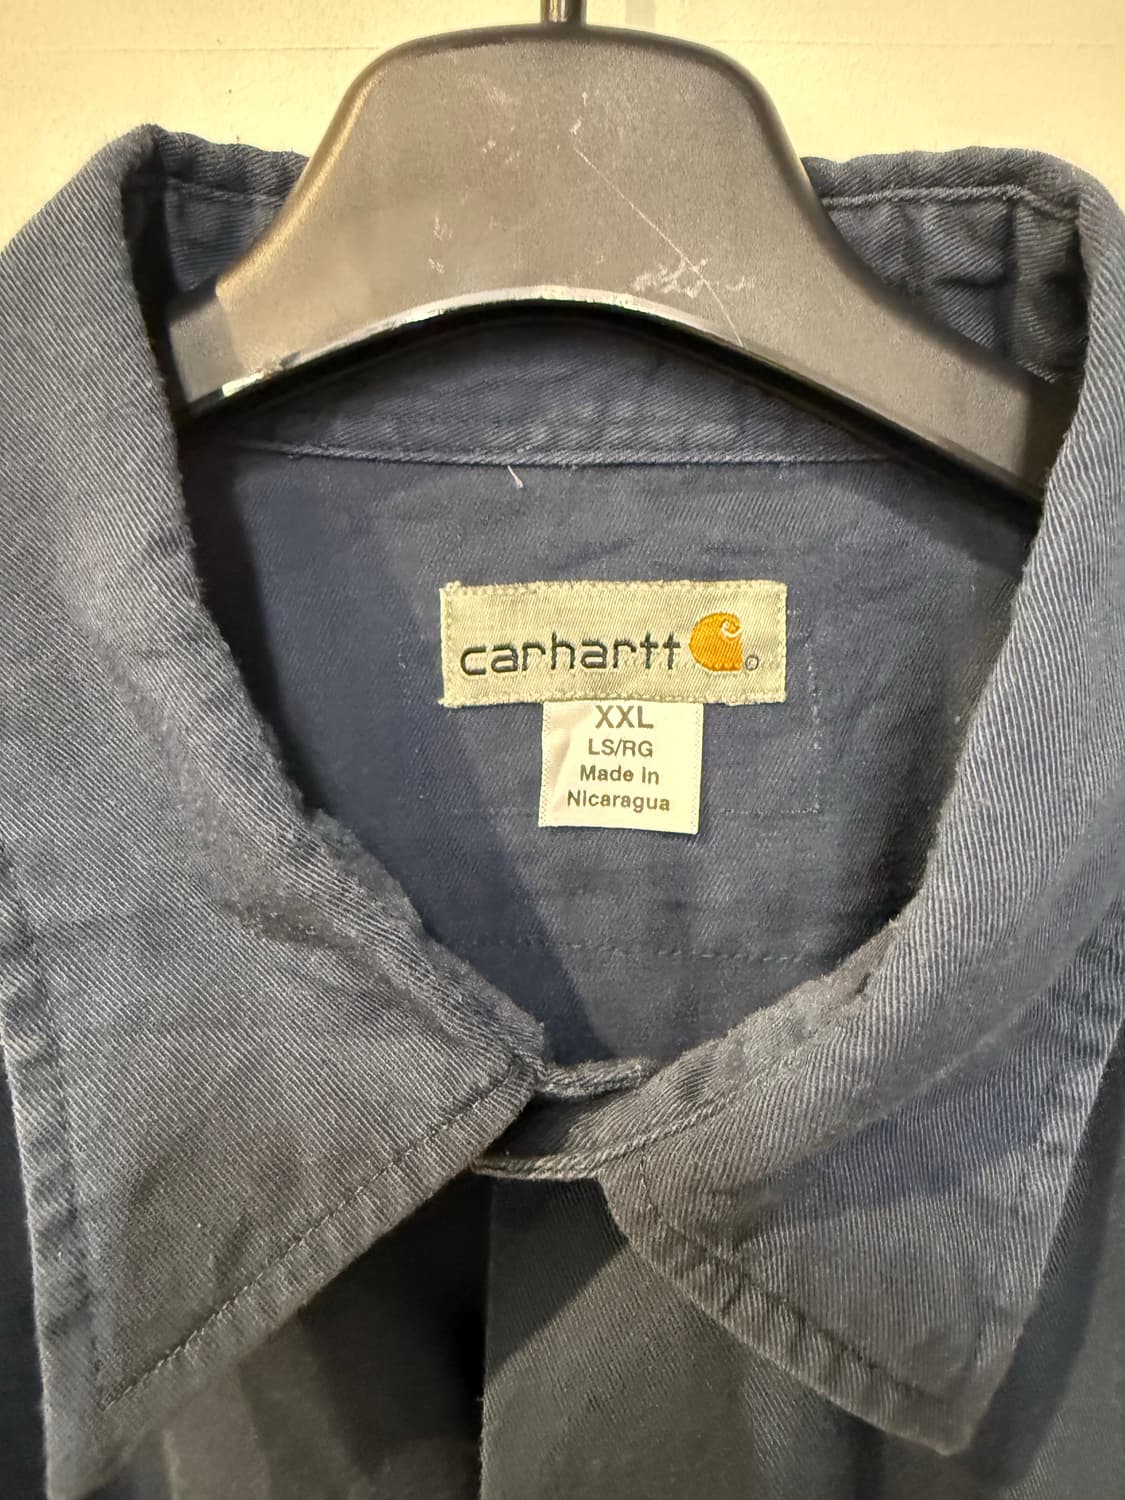 carhartt
XXL
LS/RG
Made In
Nicaragua